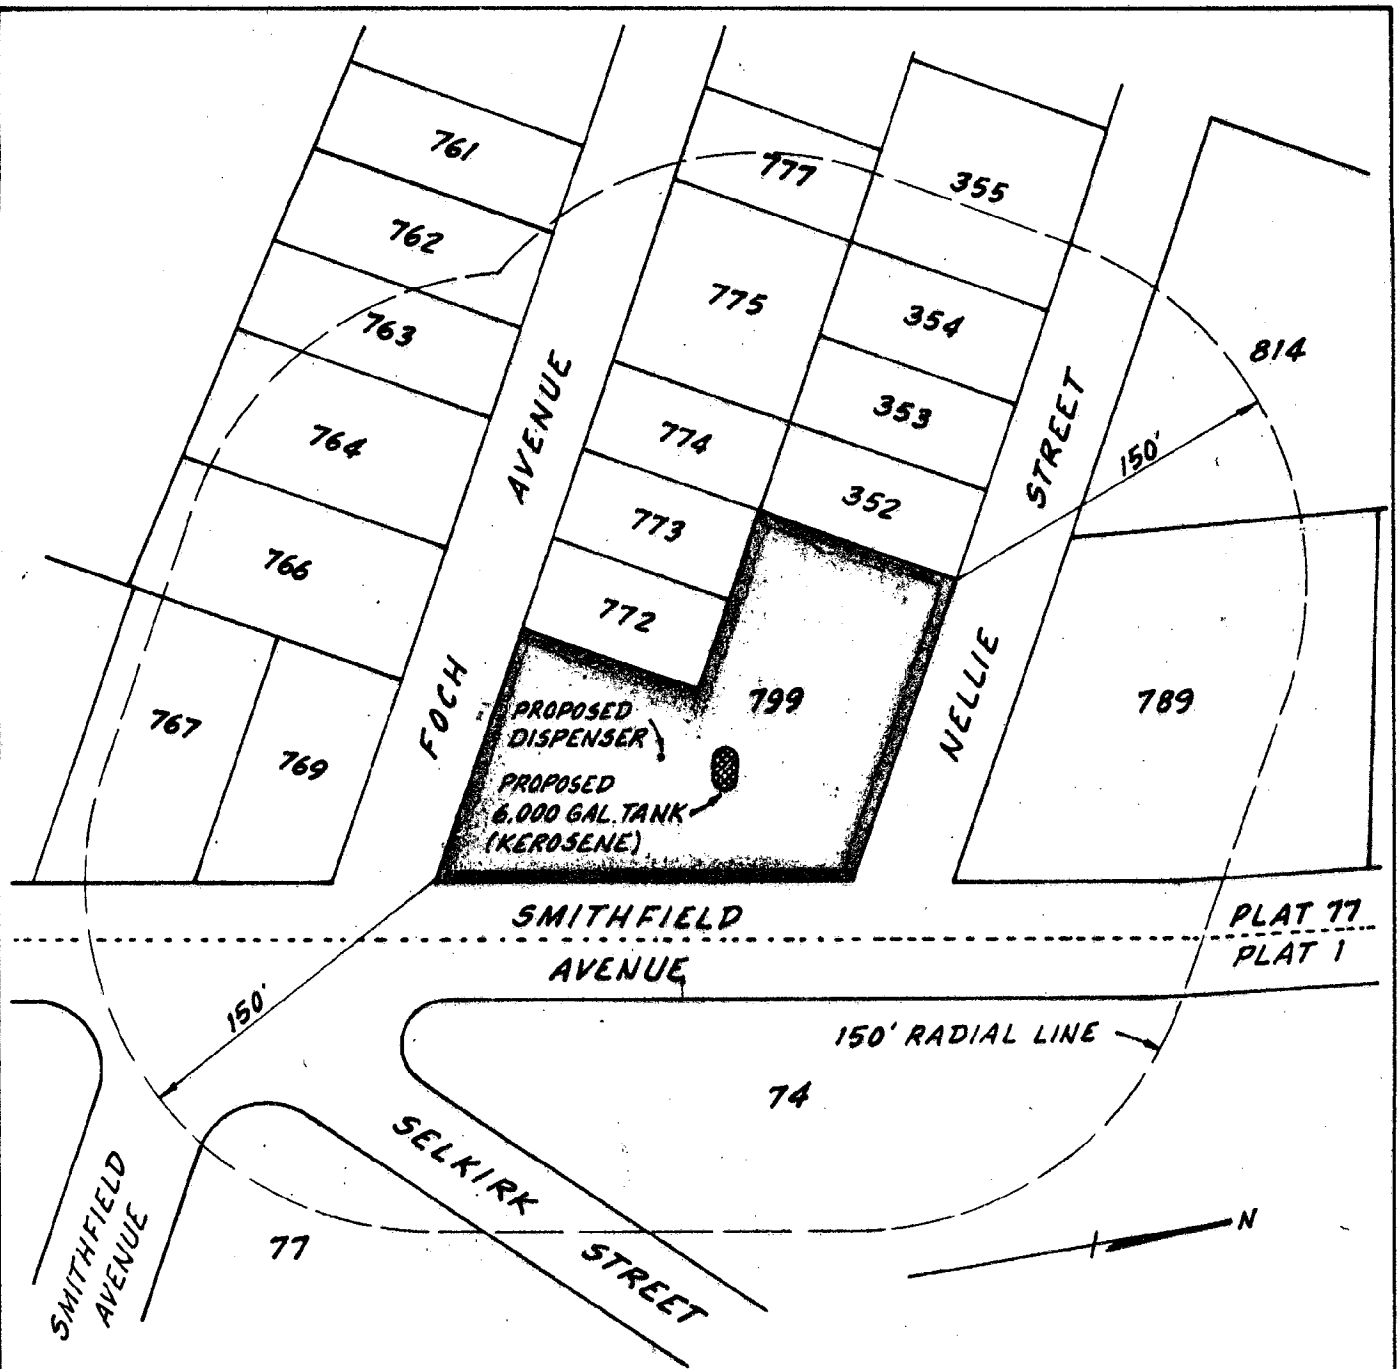 761
777
355
762
775
354
763
814
AVENUE
353
STREET
764
774
150'
352
773
766
772
FOCH
799
NELLIE
789
767
769
PROPOSED
DISPENSER
PROPOSED
6,000 GAL. TANK
(KEROSENE)
SMITHFIELD
AVENUE
PLAT 77
PLAT 1
150'
150' RADIAL LINE
74
SELKIRK
STREET
SMITHFIELD
AVENUE
77
N